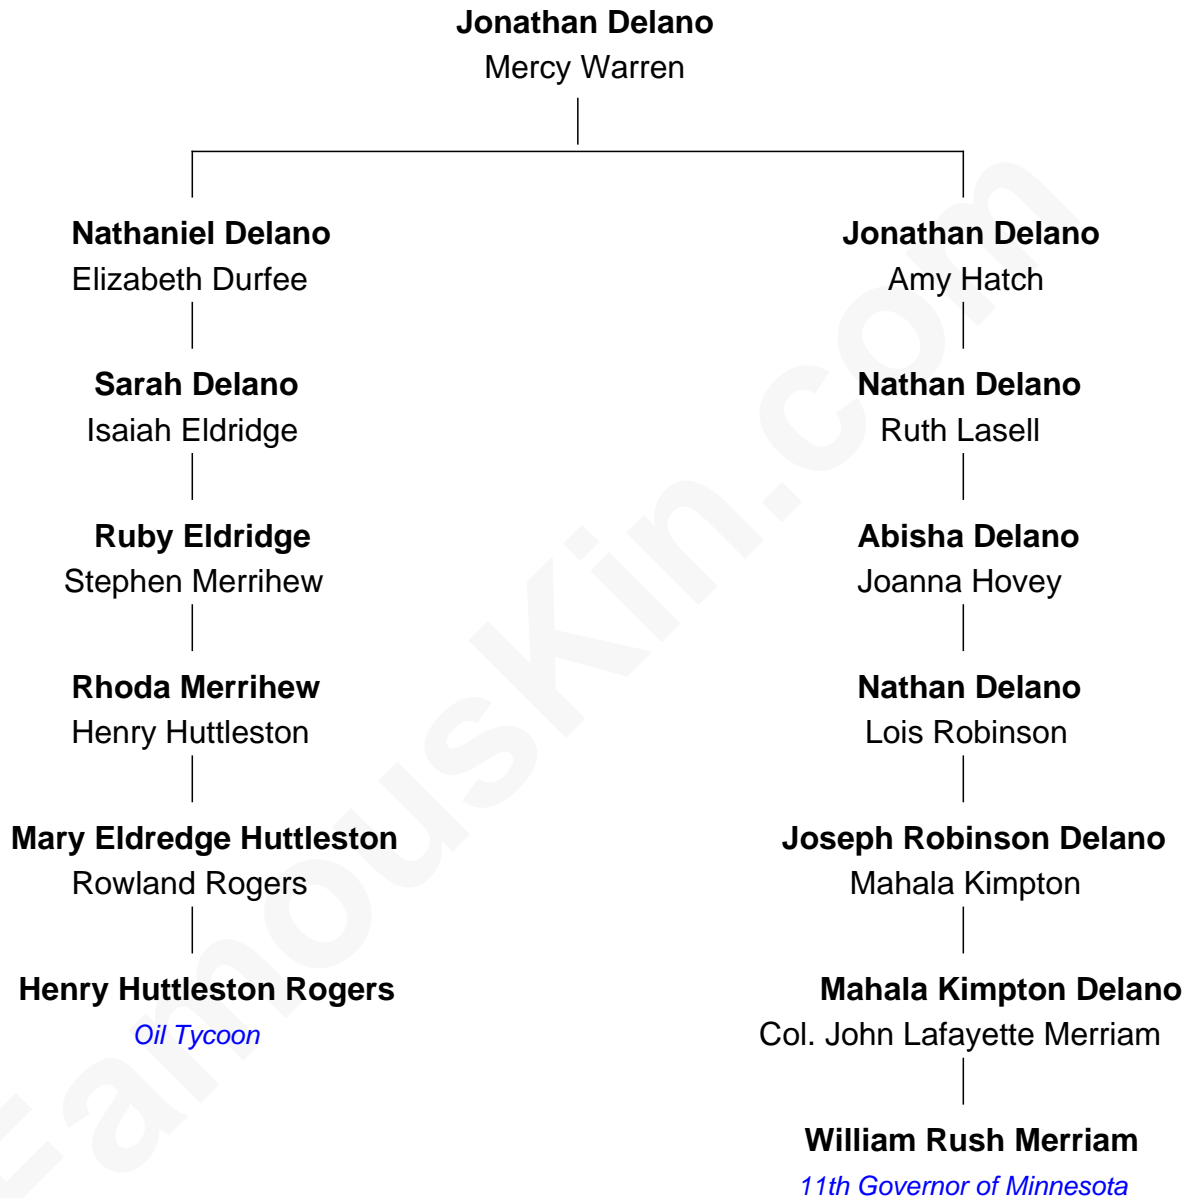 Jonathan Delano
Mercy Warren
Nathaniel Delano
Elizabeth Durfee
Jonathan Delano
Amy Hatch
Sarah Delano
Isaiah Eldridge
Nathan Delano
Ruth Lasell
Ruby Eldridge
Stephen Merrihew
Abisha Delano
Joanna Hovey
Rhoda Merrihew
Henry Huttleston
Nathan Delano
Lois Robinson
Mary Eldredge Huttleston
Rowland Rogers
Joseph Robinson Delano
Mahala Kimpton
Henry Huttleston Rogers
Oil Tycoon
Mahala Kimpton Delano
Col. John Lafayette Merriam
William Rush Merriam
11th Governor of Minnesota
FamousKin.com